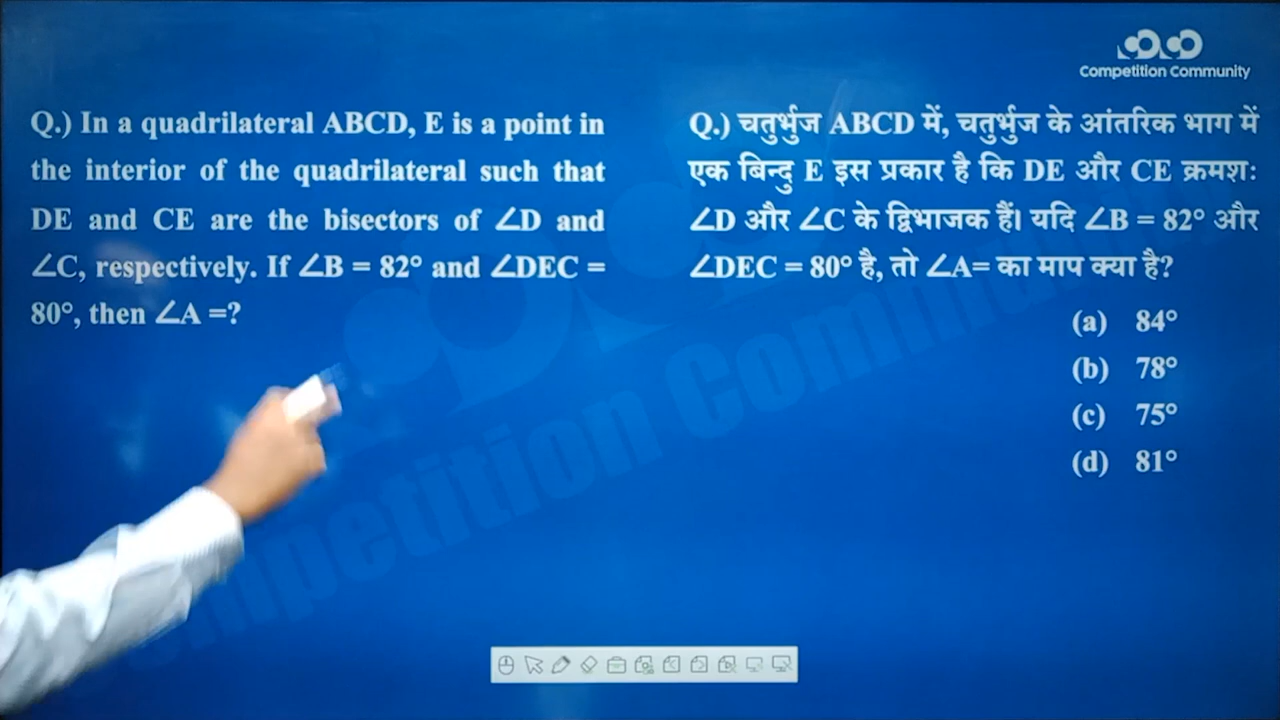 Competition Community
Q.) In a quadrilateral ABCD, E is a point in
the interior of the quadrilateral such that
DE and CE are the bisectors of ∠D and
∠C, respectively. If ∠B = 82° and ∠DEC =
80°, then ∠A =?
Q.) चतुर्भुज ABCD में, चतुर्भुज के आंतरिक भाग में
एक बिन्दु E इस प्रकार है कि DE और CE क्रमश:
∠D और ∠C के द्विभाजक हैं। यदि ∠B = 82° और
∠DEC = 80° है, तो ∠A= का माप क्या है?
(a) 84°
(b) 78°
(c) 75°
(d) 81°
Competition Community